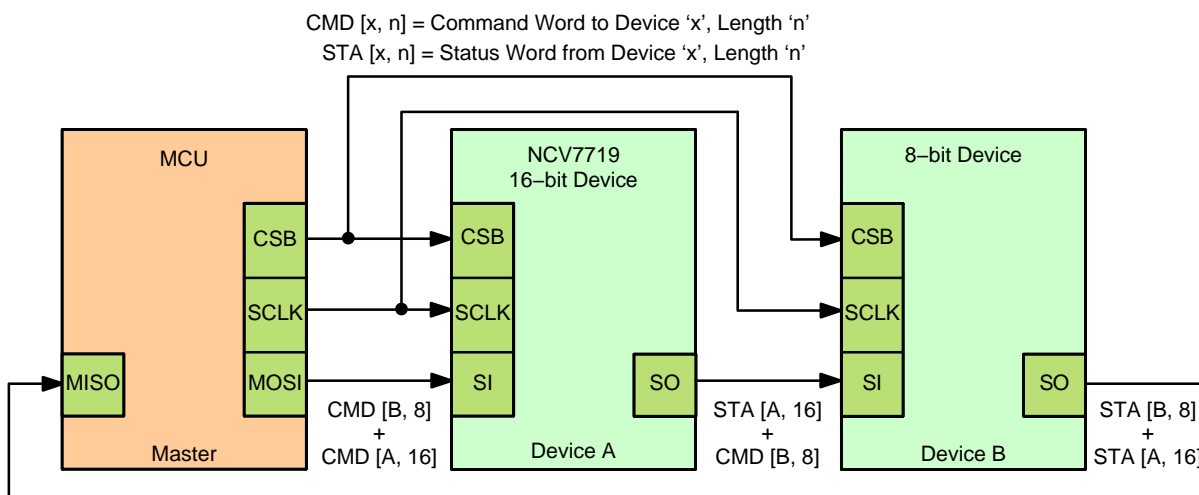 CMD [x, n] = Command Word to Device ‘x’, Length ‘n’
STA [x, n] = Status Word from Device ‘x’, Length ‘n’
MCU
CSB
SCLK
MISO
MOSI
Master
CMD [B, 8]
+
CMD [A, 16]
NCV7719
16–bit Device
CSB
SCLK
SI
SO
Device A
STA [A, 16]
+
CMD [B, 8]
8–bit Device
CSB
SCLK
SI
SO
Device B
STA [B, 8]
+
STA [A, 16]